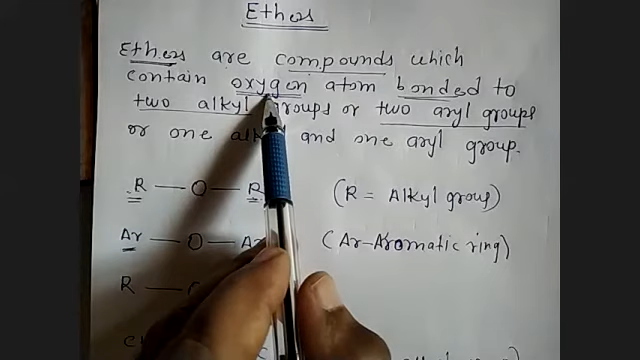 Ethers
Ethers are compounds which
contain oxygen atom bonded to
two alkyl groups or two aryl groups
or one and one aryl group.
R — O — R (R = Alkyl group)
Ar — O — Ar (Ar - Aromatic ring)
R —